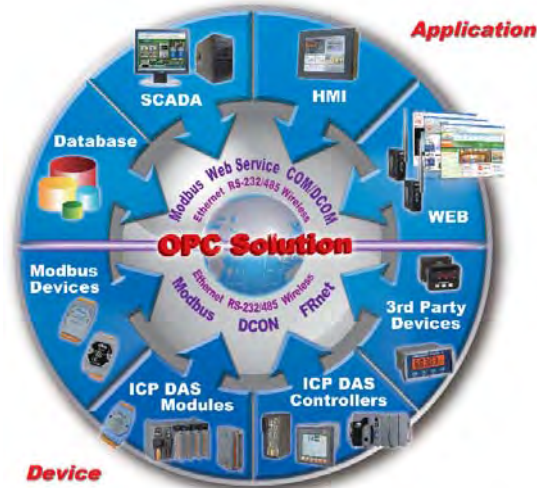 Application
SCADA
HMI
Database
WEB
Modbus Web Service COM/DCOM
Ethernet RS-232/485 Wireless
OPC Solution
Ethernet RS-232/485 Wireless
Modbus DCON FRnet
Modbus
Devices
3rd Party
Devices
ICP DAS
Modules
ICP DAS
Controllers
Device